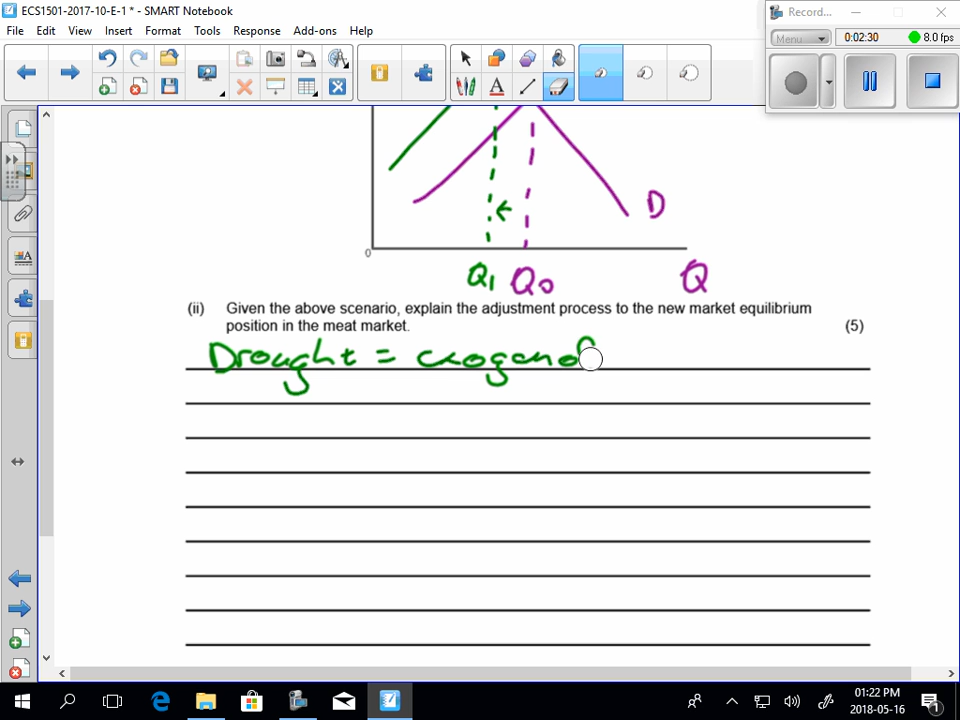 ECS1501-2017-10-E-1 * - SMART Notebook
File Edit View Insert Format Tools Response Add-ons Help
Record...
Menu
0:02:30
8.0 fps
D
0
Q1 Q0 Q
(ii) Given the above scenario, explain the adjustment process to the new market equilibrium
position in the meat market. (5)
Drought =
01:22 PM
2018-05-16
1